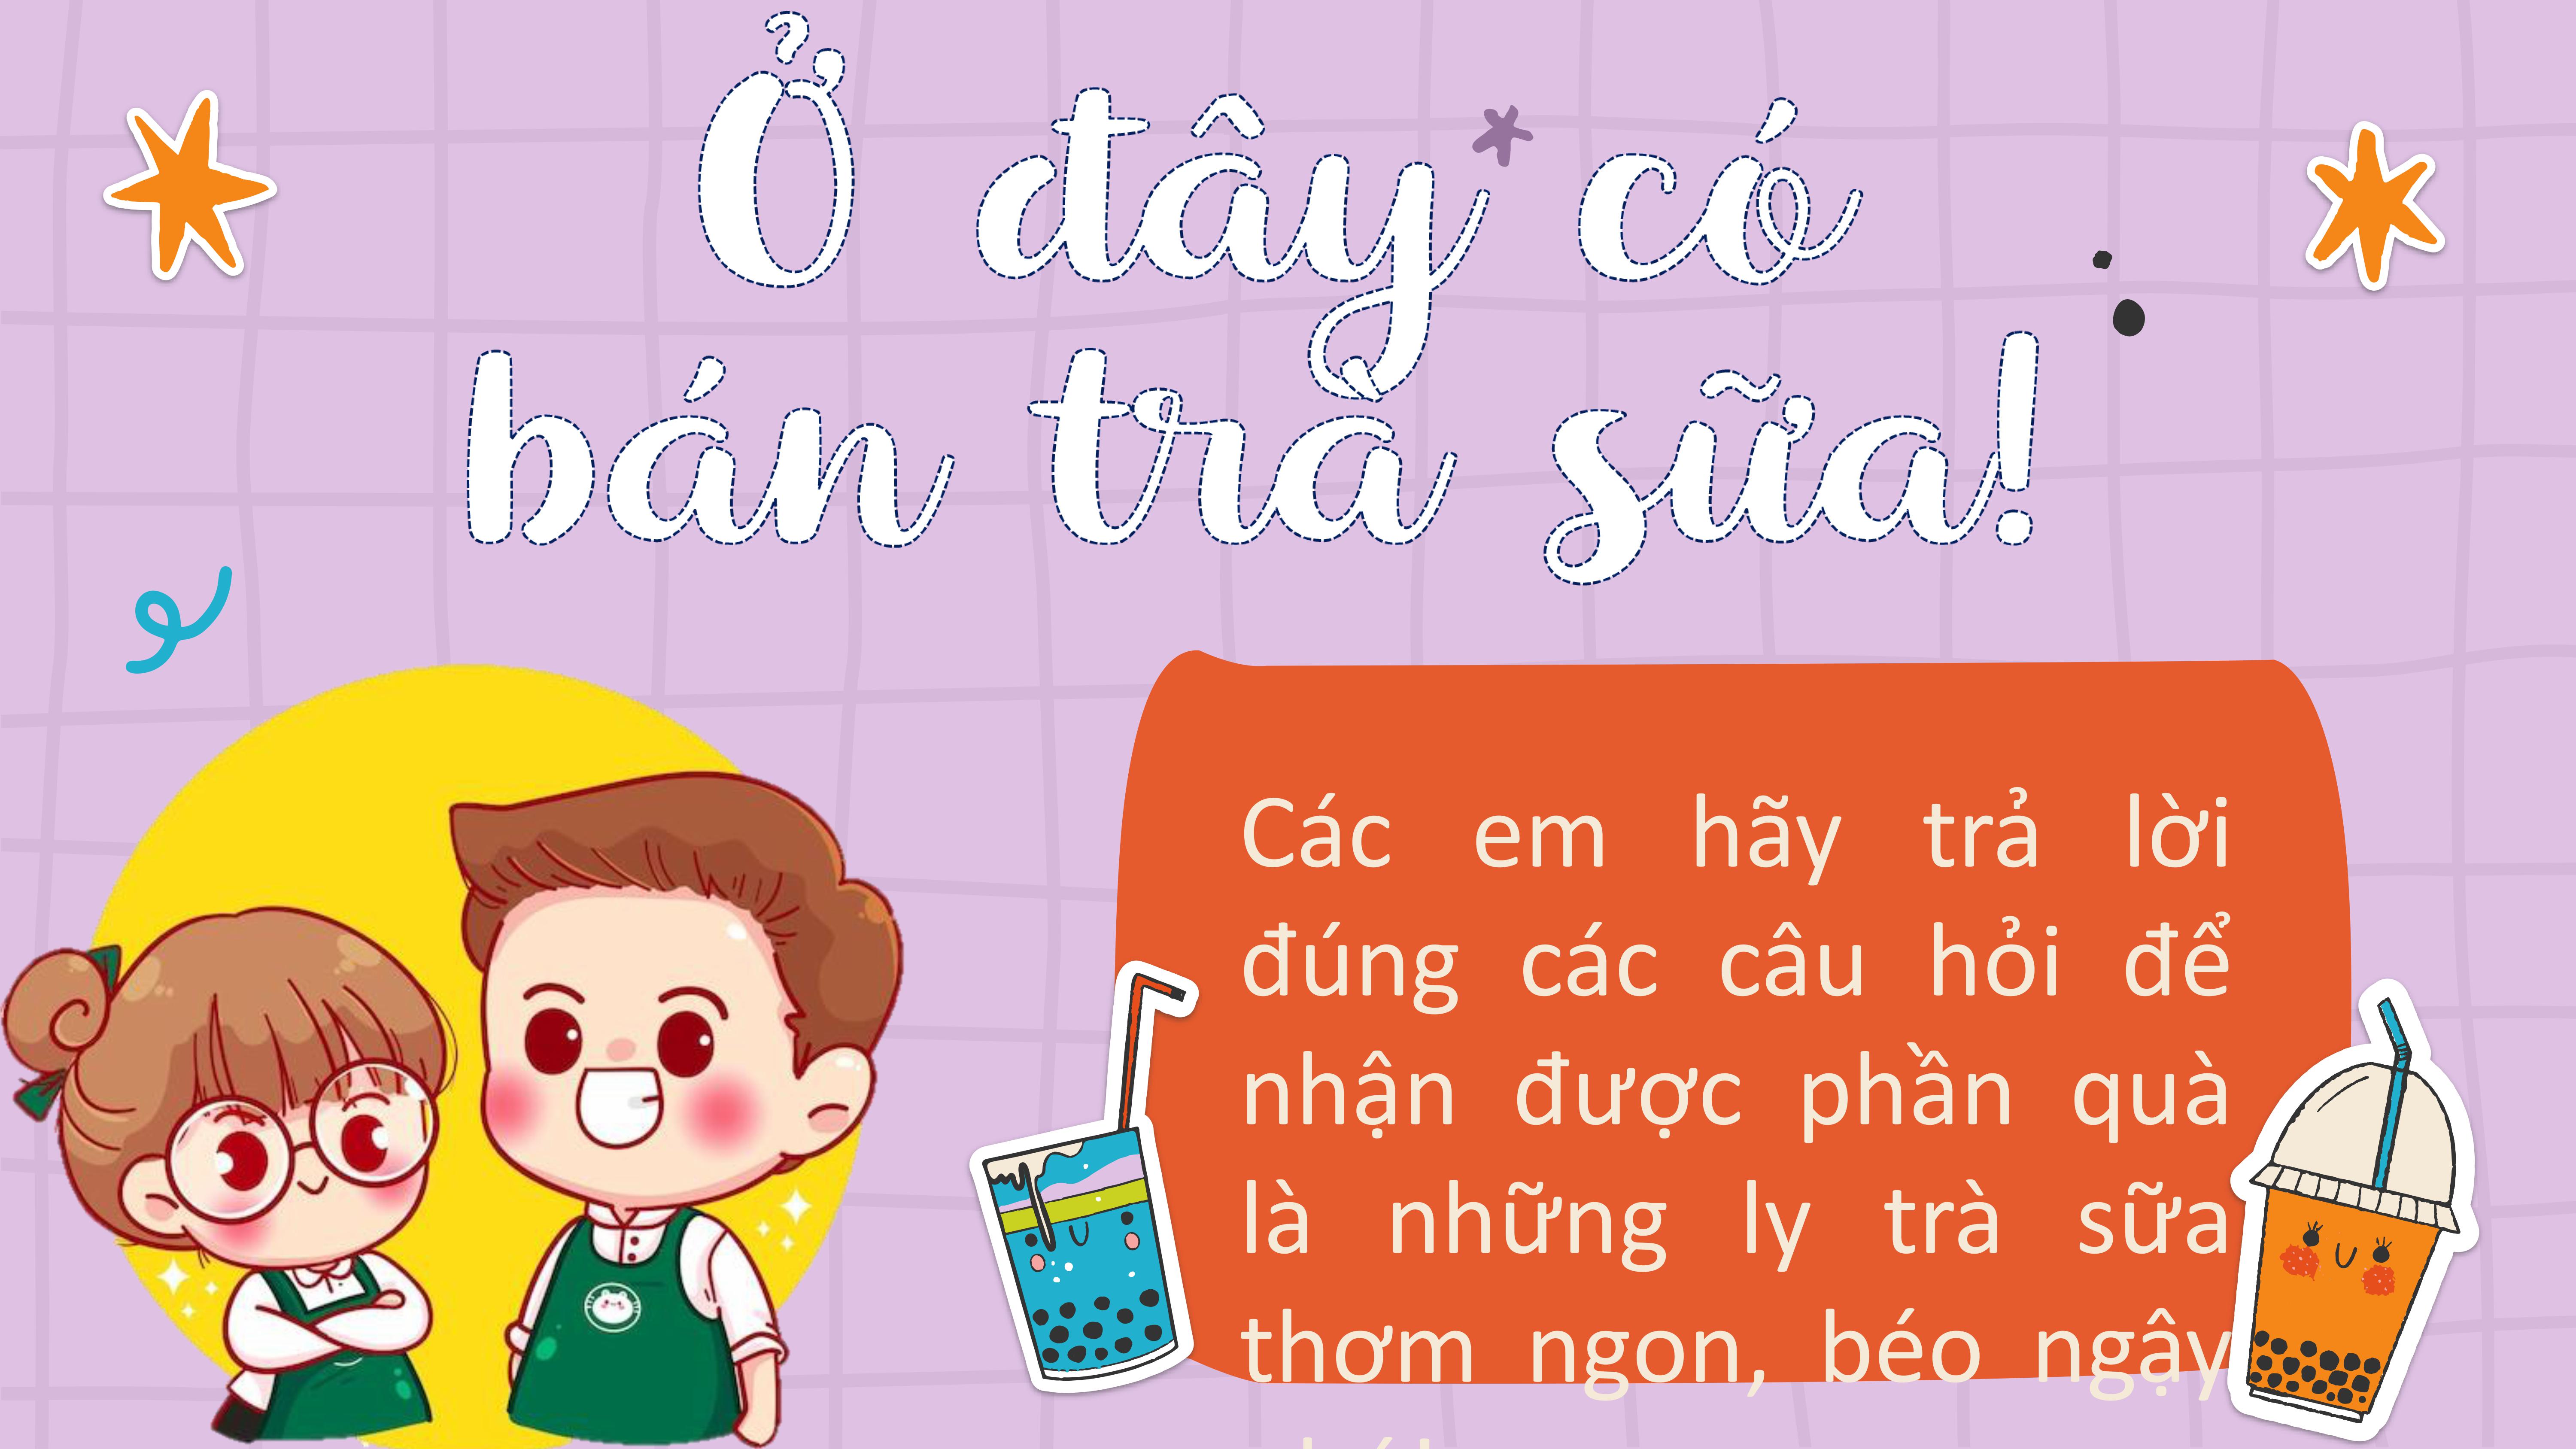 Ở đây có
bán trà sữa!
Các em hãy trả lời
đúng các câu hỏi để
nhận được phần quà
là những ly trà sữa
thơm ngon, béo ngậy